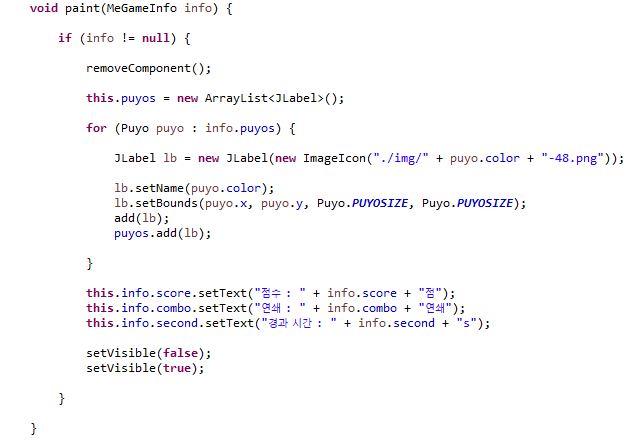 void paint(MeGameInfo info) {
if (info != null) {
removeComponent();
this.puyos = new ArrayList<JLabel>();
for (Puyo puyo : info.puyos) {
JLabel lb = new JLabel(new ImageIcon("./img/" + puyo.color + "-48.png"));
lb.setName(puyo.color);
lb.setBounds(puyo.x, puyo.y, Puyo.PUYOSIZE, Puyo.PUYOSIZE);
add(lb);
puyos.add(lb);
}
this.info.score.setText("점수 : " + info.score + "점");
this.info.combo.setText("연쇄 : " + info.combo + "연쇄");
this.info.second.setText("경과 시간 : " + info.second + "s");
setVisible(false);
setVisible(true);
}
}